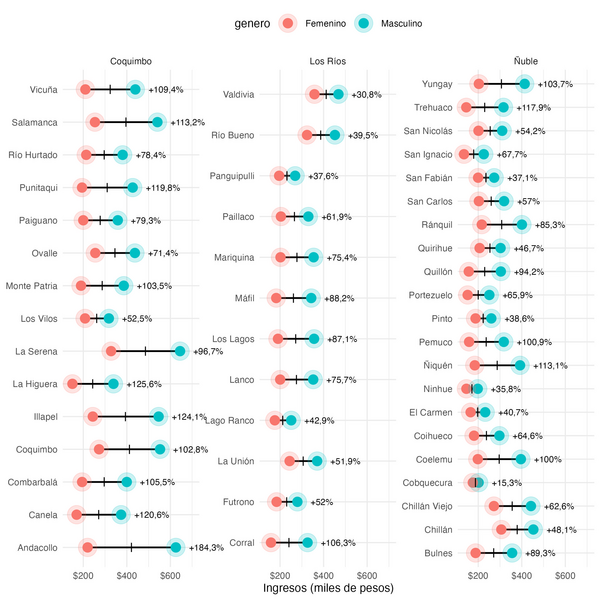 genero Femenino Masculino
Coquimbo Los Ríos Ñuble
Vicuña +109,4%
Salamanca +113,2%
Río Hurtado +78,4%
Punitaqui +119,8%
Paiguano +79,3%
Ovalle +71,4%
Monte Patria +103,5%
Los Vilos +52,5%
La Serena +96,7%
La Higuera +125,6%
Illapel +124,1%
Coquimbo +102,8%
Combarbalá +105,5%
Canela +120,6%
Andacollo +184,3%
$200 $400 $600
Valdivia +30,8%
Río Bueno +39,5%
Panguipulli +37,6%
Paillaco +61,9%
Mariquina +75,4%
Máfil +88,2%
Los Lagos +87,1%
Lanco +75,7%
Lago Ranco +42,9%
La Unión +51,9%
Futrono +52%
Corral +106,3%
$200 $400 $600
Yungay +103,7%
Trehuaco +117,9%
San Nicolás +54,2%
San Ignacio +67,7%
San Fabián +37,1%
San Carlos +57%
Ránquil +85,3%
Quirihue +46,7%
Quillón +94,2%
Portezuelo +65,9%
Pinto +38,6%
Pemuco +100,9%
Ñiquén +113,1%
Ninhue +35,8%
El Carmen +40,7%
Coihueco +64,6%
Coelemu +100%
Cobquecura +15,3%
Chillán Viejo +62,6%
Chillán +48,1%
Bulnes +89,3%
$200 $400 $600
Ingresos (miles de pesos)